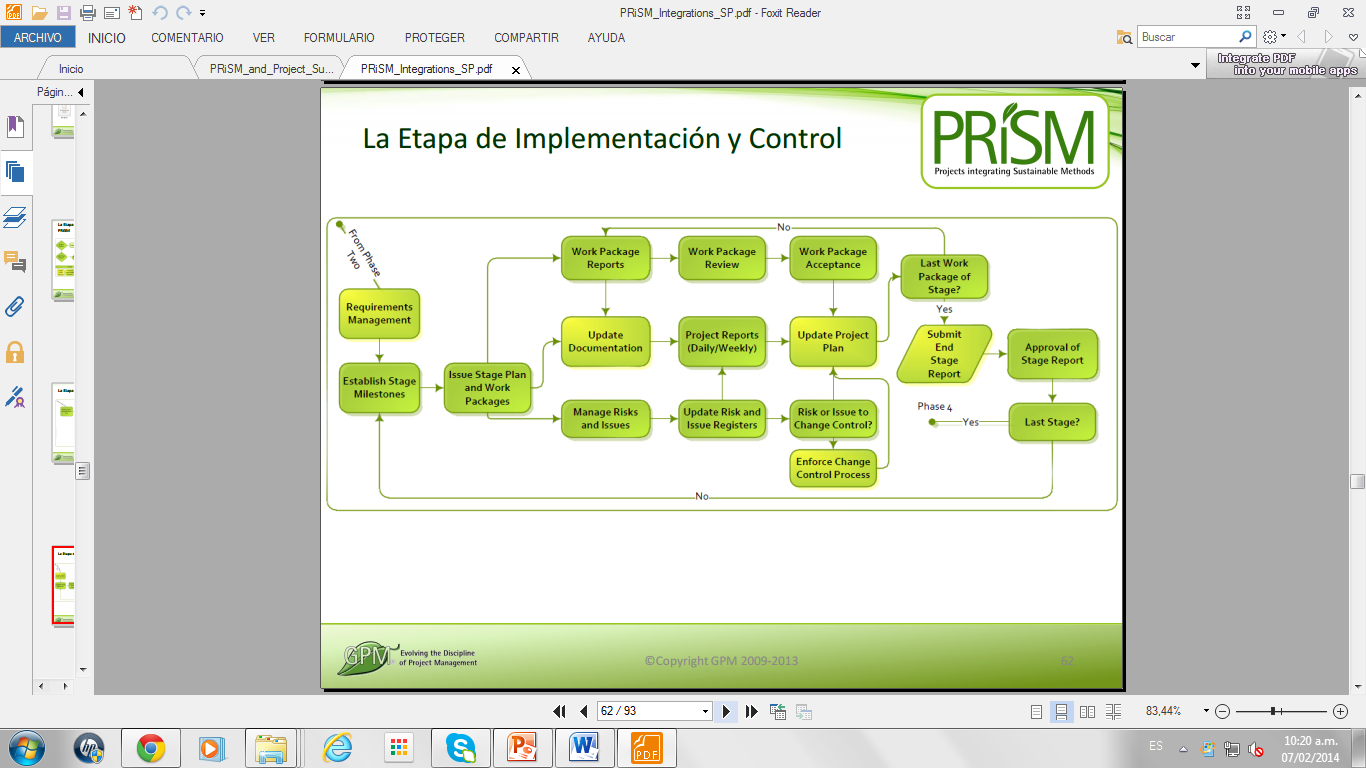 PRiSM_Integrations_SP.pdf - Foxit Reader
ARCHIVO INICIO COMENTARIO VER FORMULARIO PROTEGER COMPARTIR AYUDA
Buscar
Inicio PRiSM_and_Project_Su... PRiSM_Integrations_SP.pdf
Integrate PDF
into your mobile apps
Págin...
La Etapa de Implementación y Control
PRiSM
Projects integrating Sustainable Methods
From Phase
Two
No
Work Package
Reports
Work Package
Review
Work Package
Acceptance
Last Work
Package of
Stage?
Yes
Requirements
Management
Update
Documentation
Project Reports
(Daily/Weekly)
Update Project
Plan
Submit
End
Stage
Report
Approval of
Stage Report
Establish Stage
Milestones
Issue Stage Plan
and Work
Packages
Manage Risks
and Issues
Update Risk and
Issue Registers
Risk or Issue to
Change Control?
Phase 4
Yes
Last Stage?
Enforce Change
Control Process
No
GPM
Evolving the Discipline
of Project Management
©Copyright GPM 2009-2013
62
62 / 93
83,44%
hp
PDF
ES
10:20 a.m.
07/02/2014